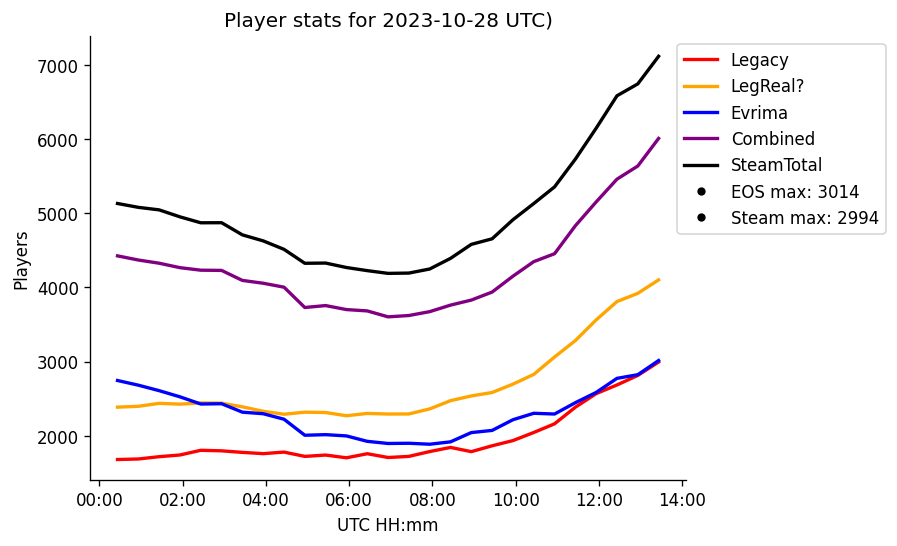 Player stats for 2023-10-28 UTC)
7000
6000
5000
4000
3000
2000
Players
00:00 02:00 04:00 06:00 08:00 10:00 12:00 14:00
UTC HH:mm
Legacy
LegReal?
Evrima
Combined
SteamTotal
EOS max: 3014
Steam max: 2994